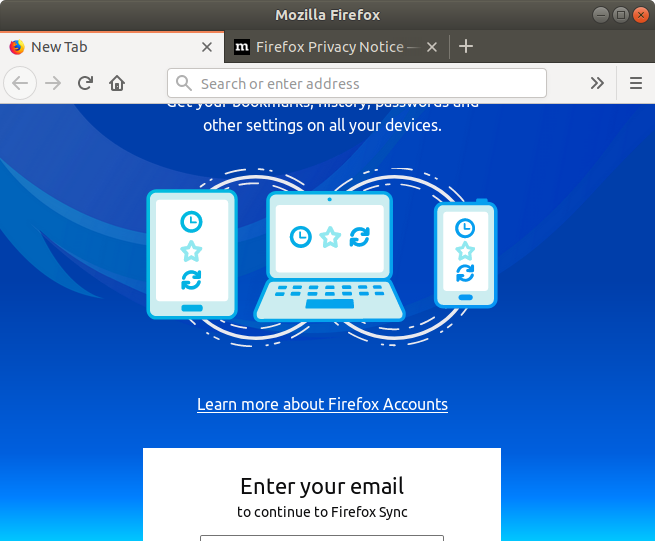 Mozilla Firefox
New Tab
Firefox Privacy Notice —
Search or enter address
Get your bookmarks, history, passwords and
other settings on all your devices.
Learn more about Firefox Accounts
Enter your email
to continue to Firefox Sync